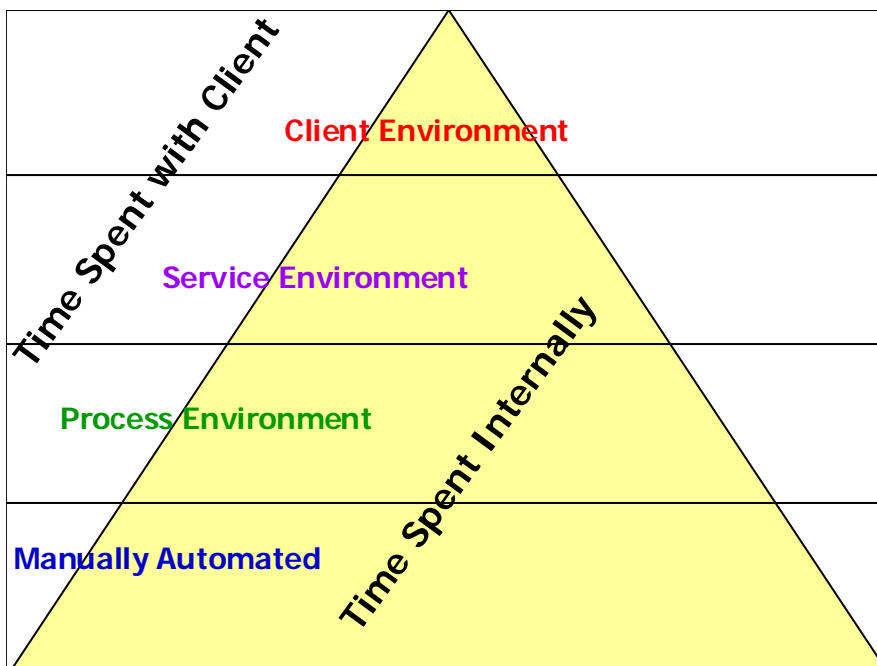 Time Spent with Client
Client Environment
Service Environment
Time Spent Internally
Process Environment
Manually Automated